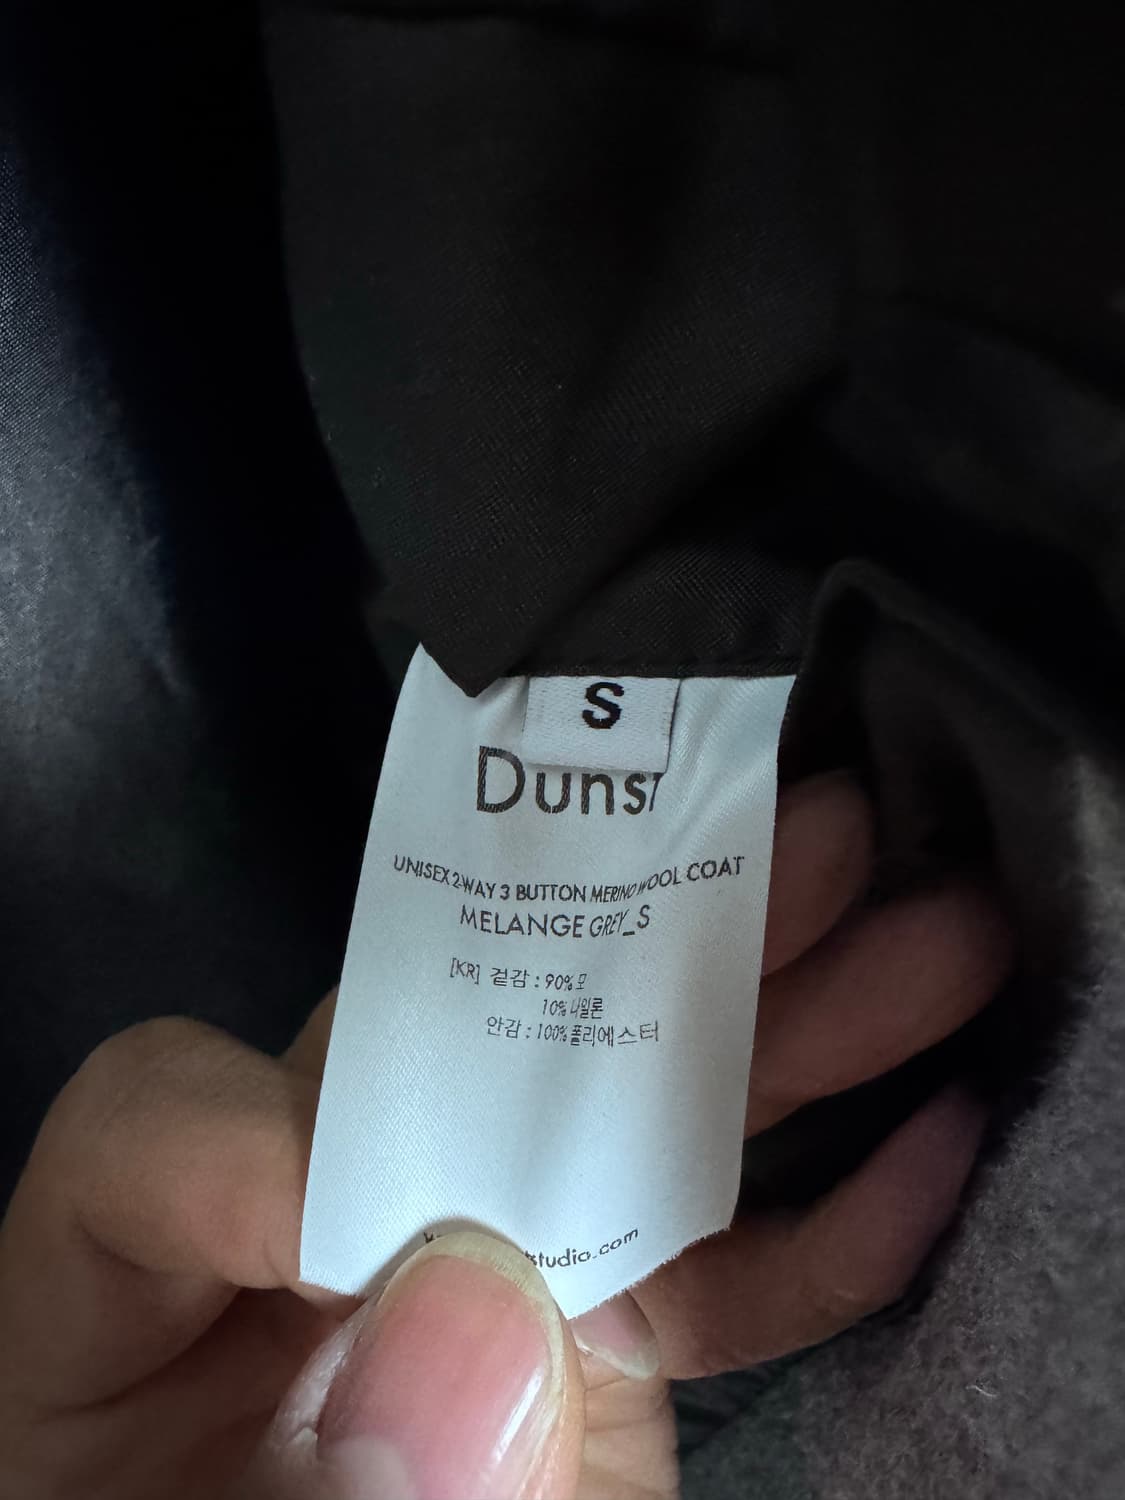 S
Dunst
UNISEX 2-WAY 3 BUTTON MERINO WOOL COAT
MELANGE GREY_S
[KR] 겉감 : 90% 모
10% 나일론
안감 : 100% 폴리에스터
studio.com